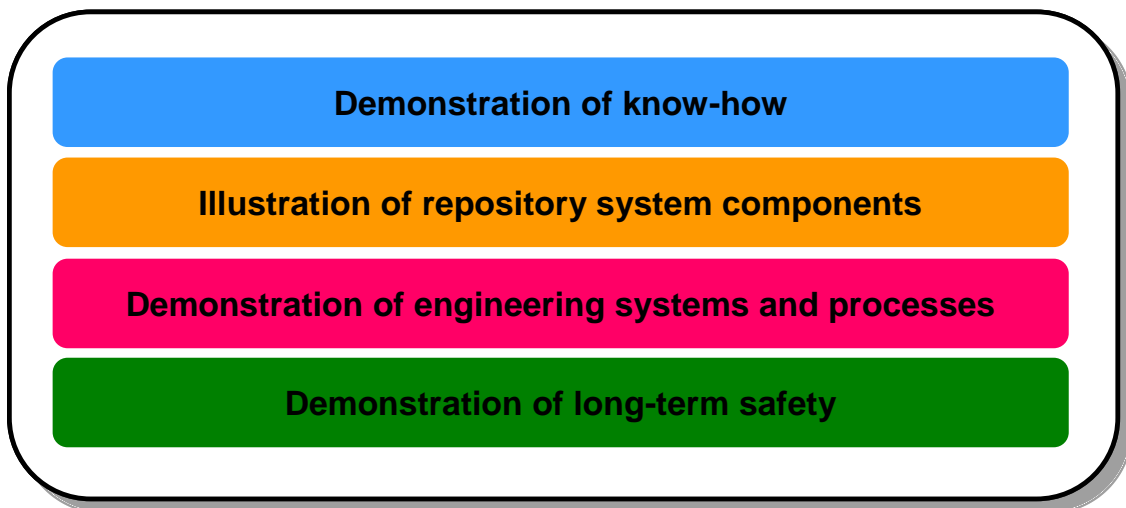 Demonstration of know-how
Illustration of repository system components
Demonstration of engineering systems and processes
Demonstration of long-term safety